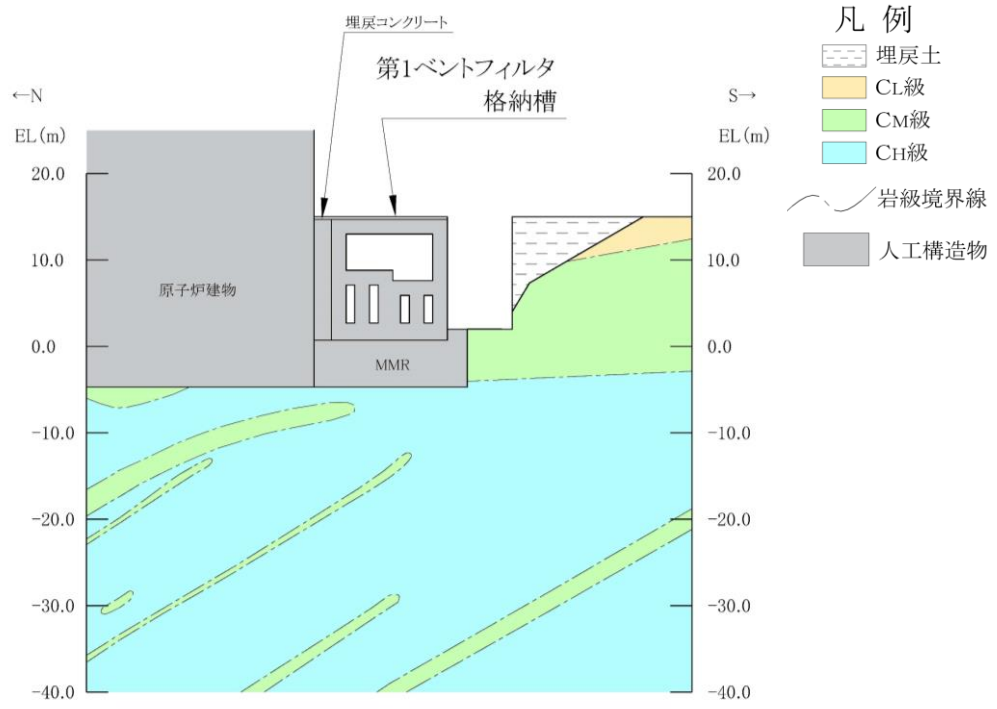 埋戻コンクリート
第1ベントフィルタ
格納槽
←N
S→
EL(m)
EL(m)
20.0
10.0
0.0
-10.0
-20.0
-30.0
-40.0
20.0
10.0
0.0
-10.0
-20.0
-30.0
-40.0
原子炉建物
MMR
凡 例
埋戻土
CL級
CM級
CH級
岩級境界線
人工構造物